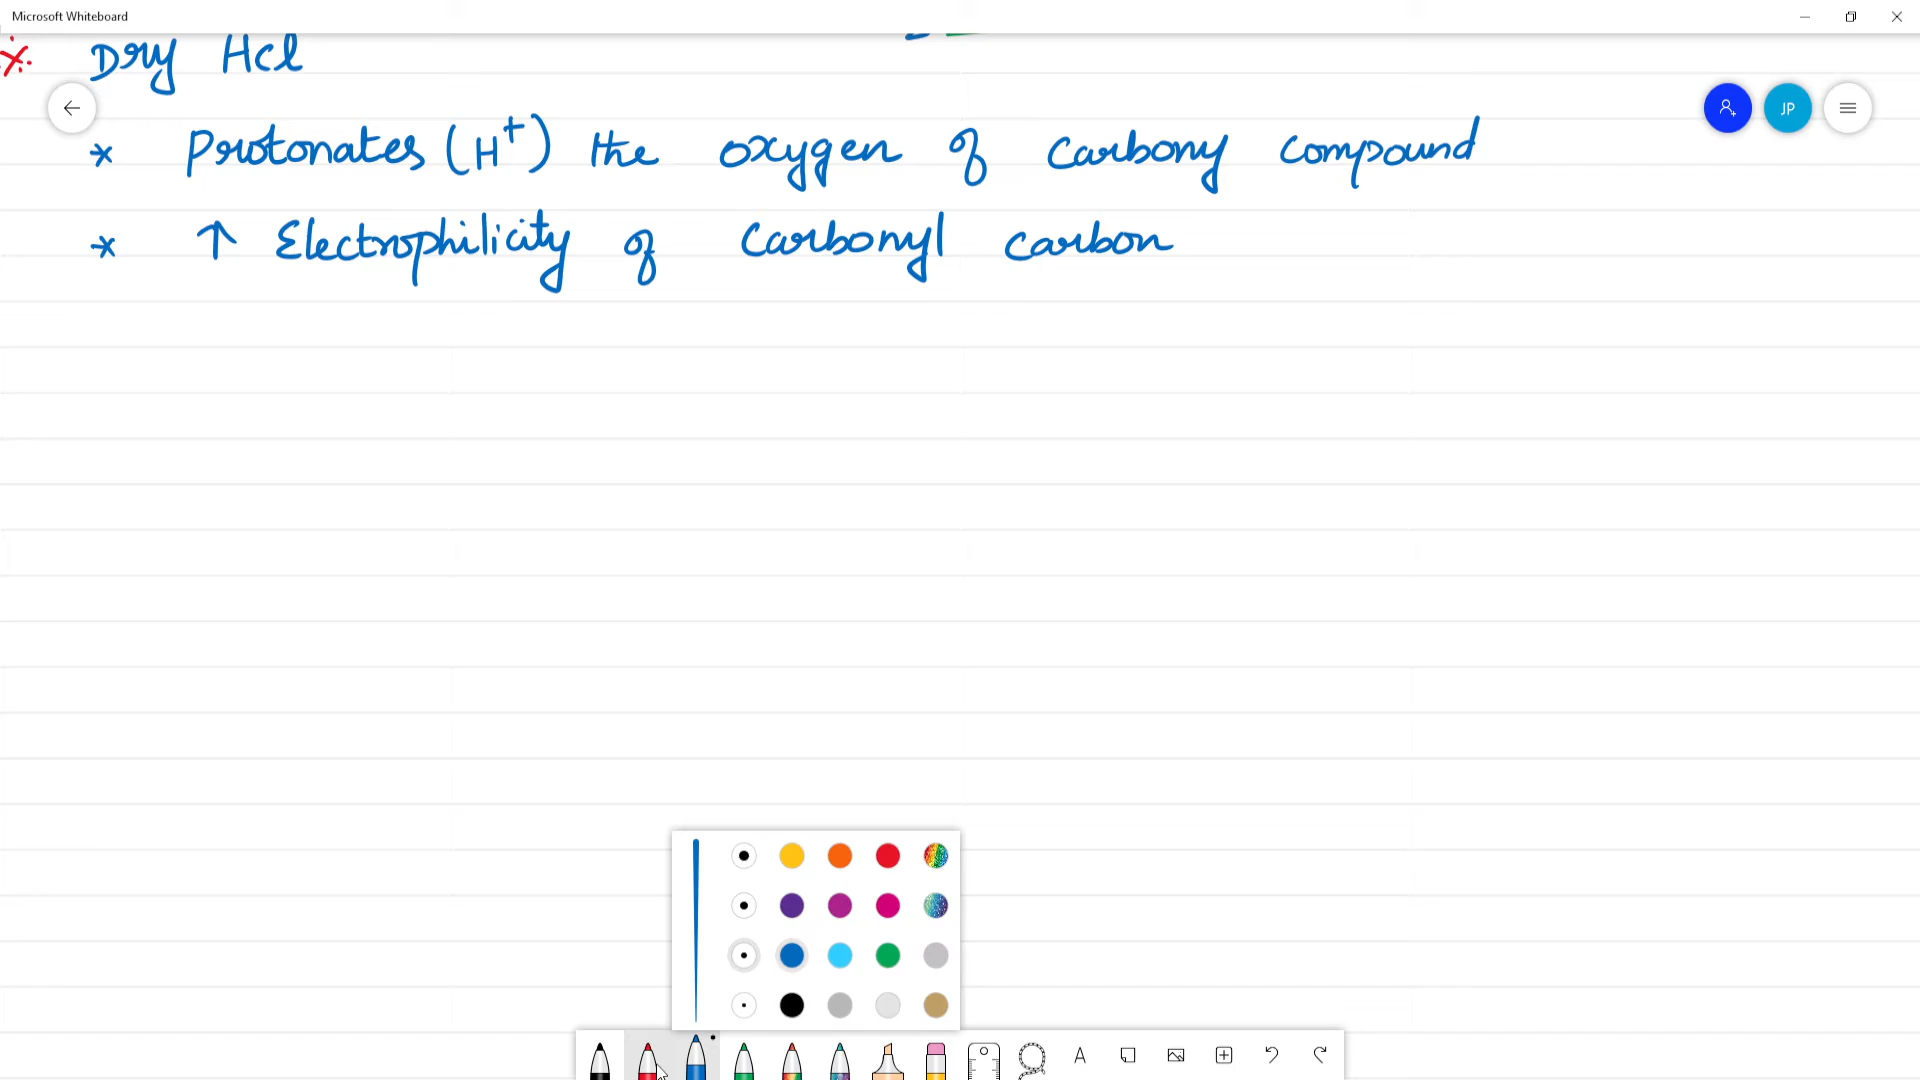 Microsoft Whiteboard
Dry Hcl
JP
* Protonates (H+) the oxygen of Carbony compound
* ↑ Electrophilicity of Carbonyl carbon
A